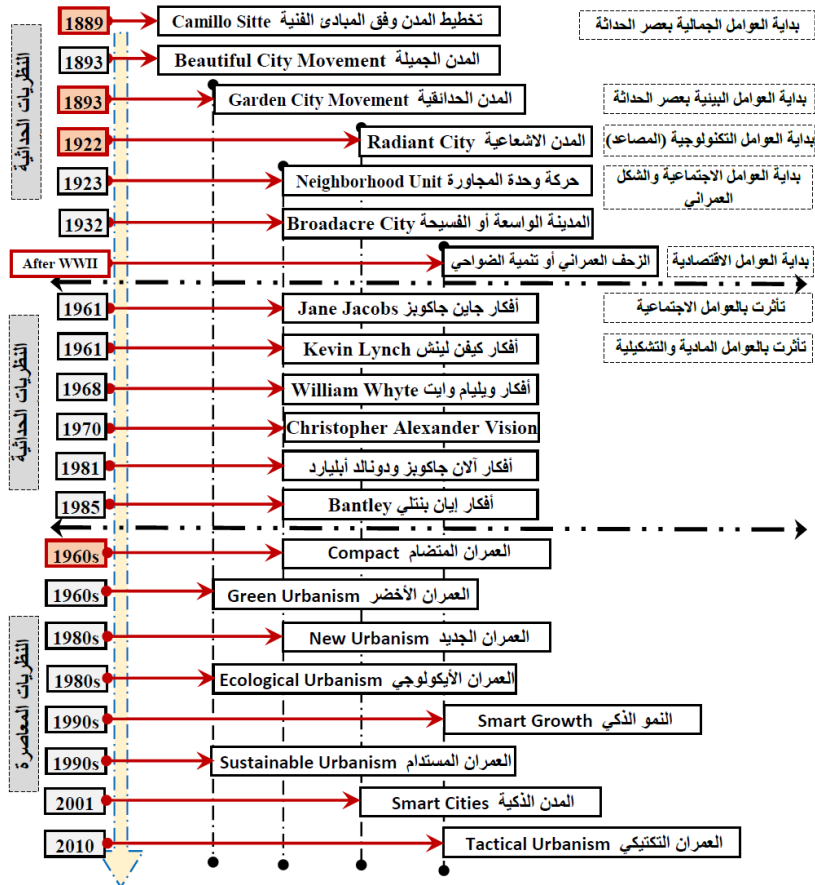 النظريات الحداثية
1889
Camillo Sitte تخطيط المدن وفق المبادئ الفنية
بداية العوامل الجمالية بعصر الحداثة
1893
Beautiful City Movement المدن الجميلة
1893
Garden City Movement المدن الحدائقية
بداية العوامل البيئية بعصر الحداثة
1922
Radiant City المدن الاشعاعية
بداية العوامل التكنولوجية (المصاعد)
1923
Neighborhood Unit حركة وحدة المجاورة
بداية العوامل الاجتماعية والشكل
العمراني
1932
Broadacre City المدينة الواسعة أو الفسيحة
After WWII
الزحف العمراني أو تنمية الضواحي
بداية العوامل الاقتصادية
النظريات الحداثية
1961
Jane Jacobs أفكار جاين جاكوبز
تأثرت بالعوامل الاجتماعية
1961
Kevin Lynch أفكار كيفن لينش
تأثرت بالعوامل المادية والتشكيلية
1968
William Whyte أفكار ويليام وايت
1970
Christopher Alexander Vision
1981
أفكار آلان جاكوبز ودونالد أبليارد
1985
Bantley أفكار إيان بنتلي
النظريات المعاصرة
1960s
Compact العمران المتضام
1960s
Green Urbanism العمران الأخضر
1980s
New Urbanism العمران الجديد
1980s
Ecological Urbanism العمران الأيكولوجي
1990s
Smart Growth النمو الذكي
1990s
Sustainable Urbanism العمران المستدام
2001
Smart Cities المدن الذكية
2010
Tactical Urbanism العمران التكتيكي